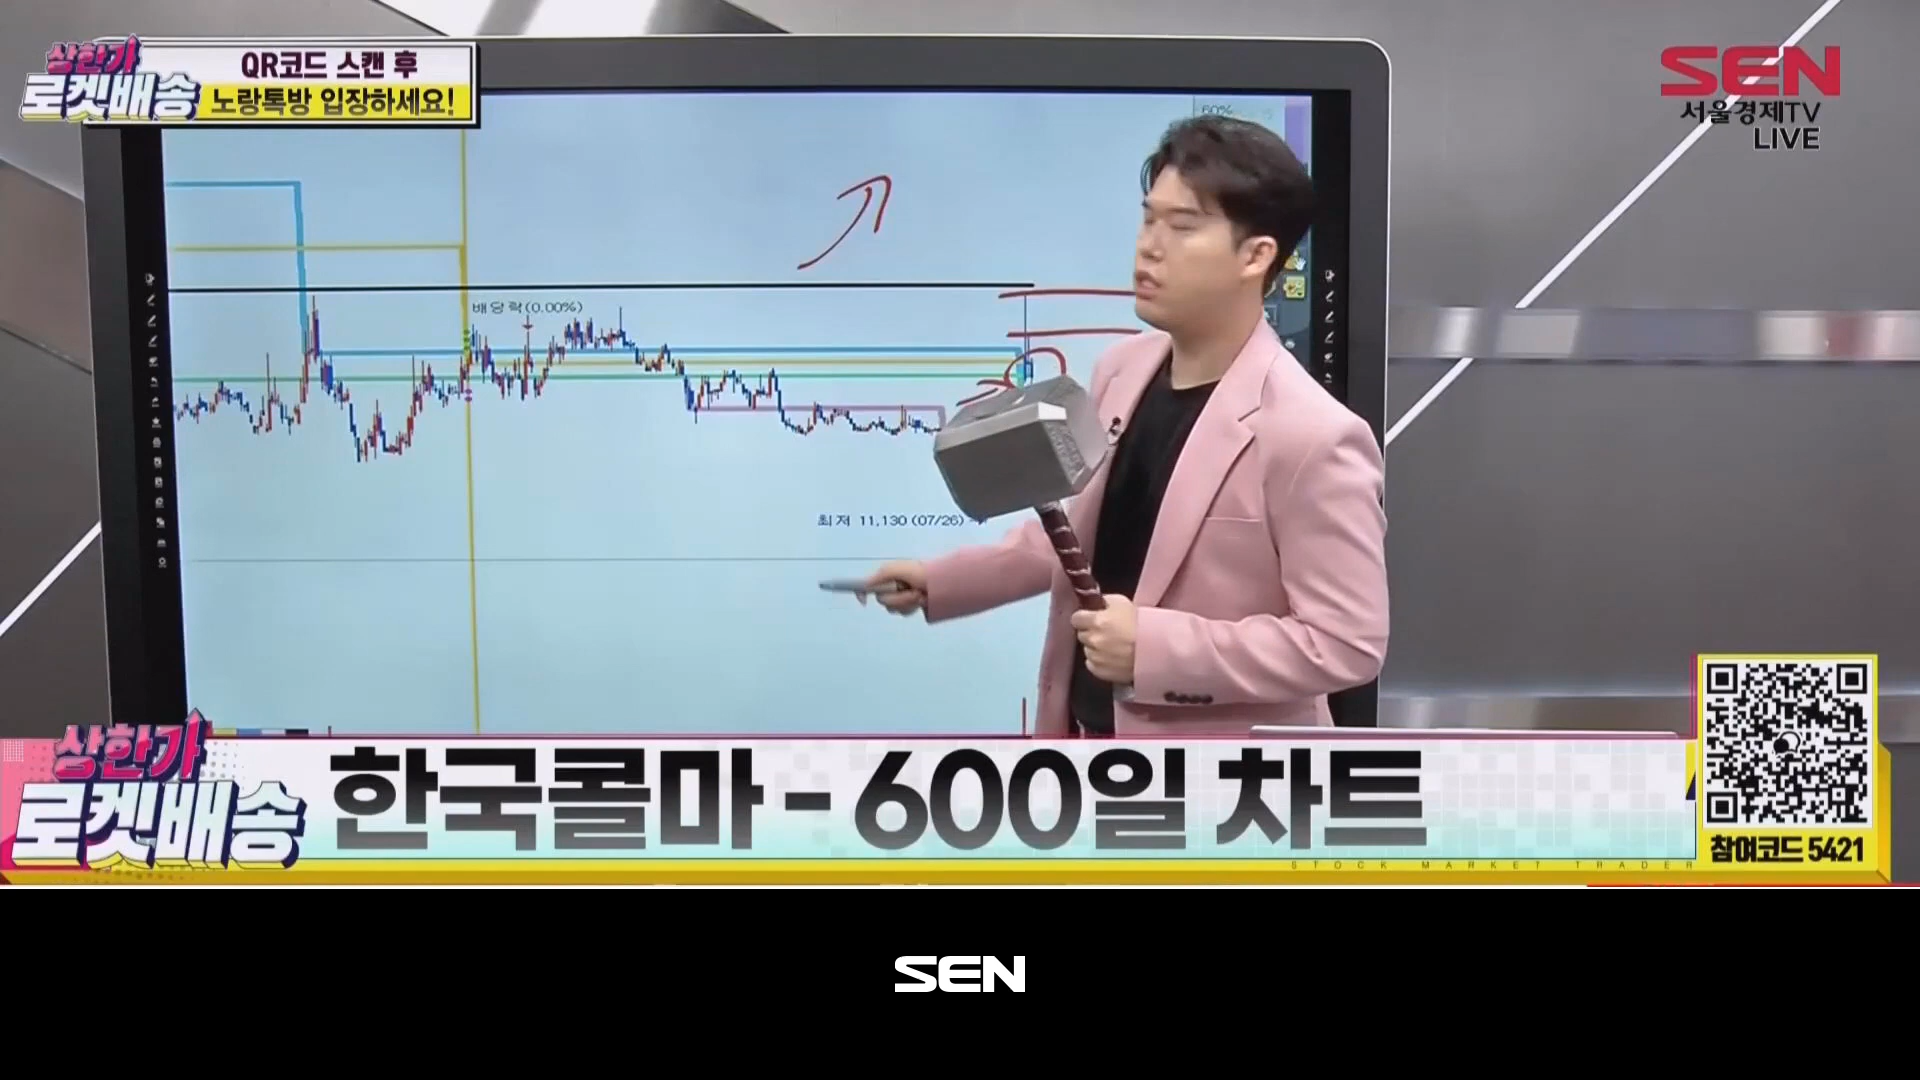 상한가
로켓배송
QR코드 스캔 후
노랑톡방 입장하세요!
SEN
서울경제TV
LIVE
60%
배당락(0.00%)
최저 11,130 (07/26)
상한가
로켓배송
한국콜마 - 600일 차트
STOCK MARKET TRADER
참여코드 5421
SEN